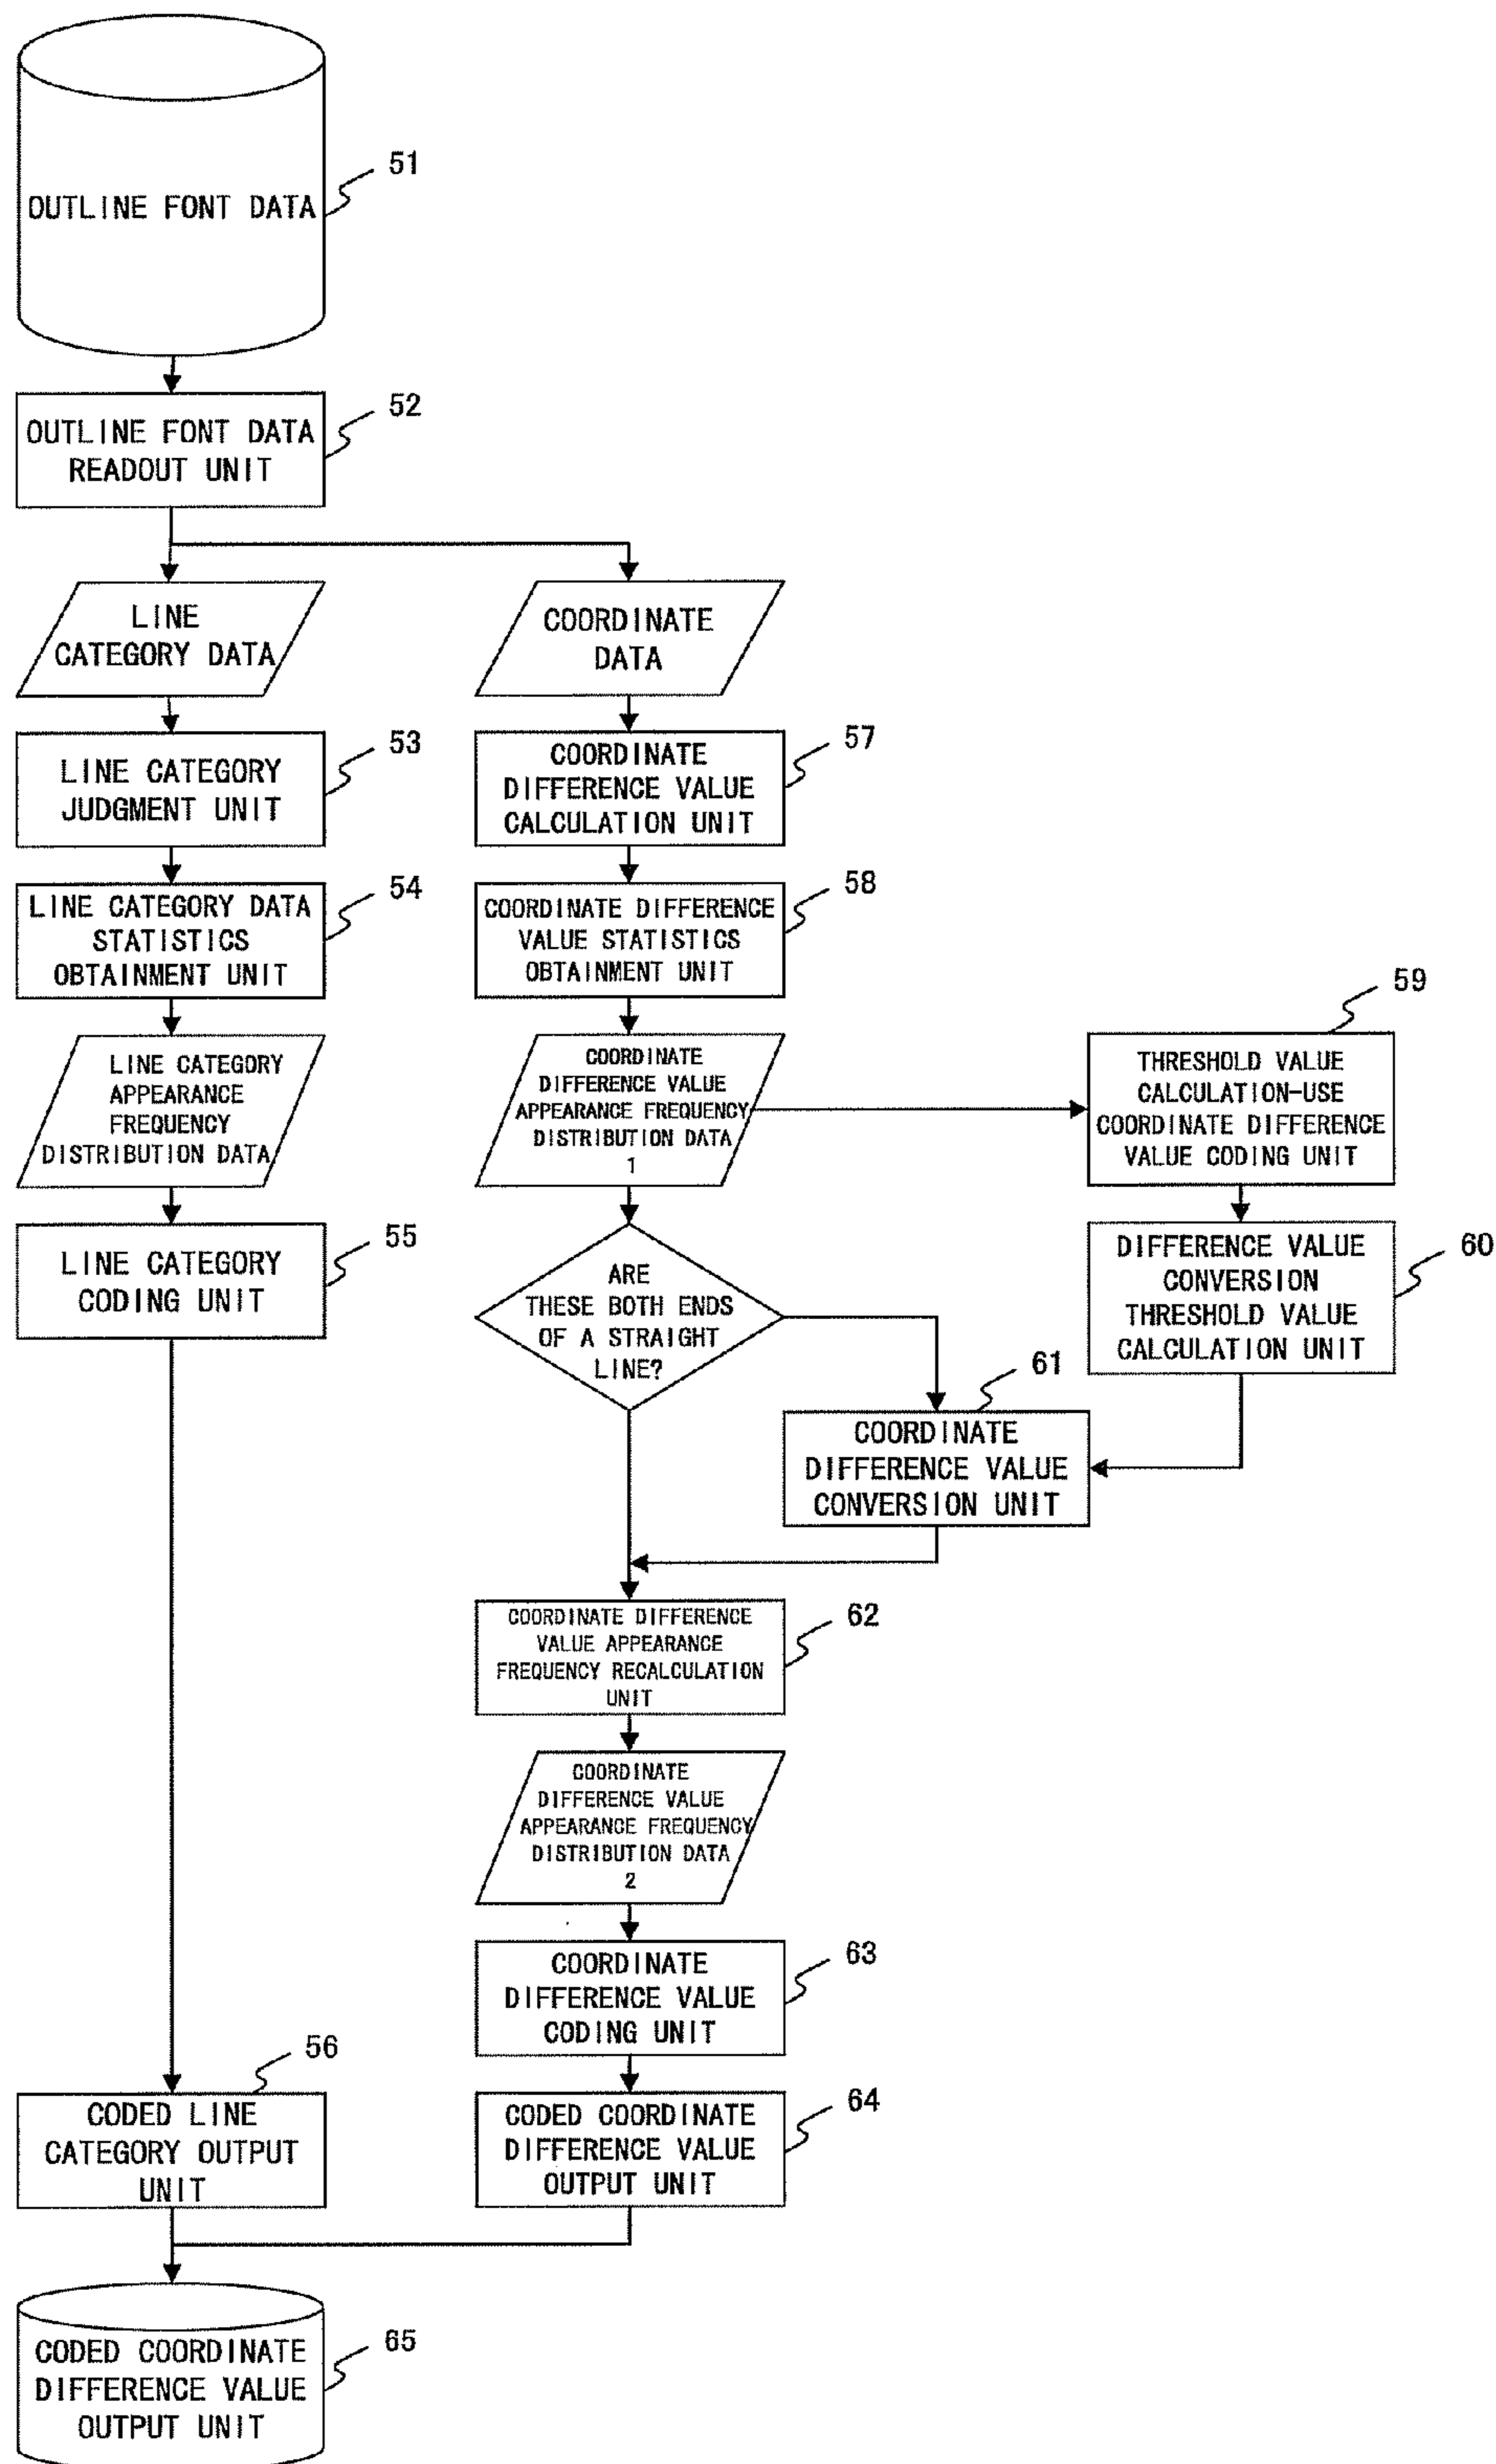 51
OUTLINE FONT DATA
52
OUTLINE FONT DATA
READOUT UNIT
LINE
CATEGORY DATA
COORDINATE
DATA
53
LINE CATEGORY
JUDGMENT UNIT
57
COORDINATE
DIFFERENCE VALUE
CALCULATION UNIT
54
LINE CATEGORY DATA
STATISTICS
OBTAINMENT UNIT
58
COORDINATE DIFFERENCE
VALUE STATISTICS
OBTAINMENT UNIT
LINE CATEGORY
APPEARANCE
FREQUENCY
DISTRIBUTION DATA
COORDINATE
DIFFERENCE VALUE
APPEARANCE FREQUENCY
DISTRIBUTION DATA
1
59
THRESHOLD VALUE
CALCULATION-USE
COORDINATE DIFFERENCE
VALUE CODING UNIT
55
LINE CATEGORY
CODING UNIT
ARE
THESE BOTH ENDS
OF A STRAIGHT
LINE?
60
DIFFERENCE VALUE
CONVERSION
THRESHOLD VALUE
CALCULATION UNIT
61
COORDINATE
DIFFERENCE VALUE
CONVERSION UNIT
62
COORDINATE DIFFERENCE
VALUE APPEARANCE
FREQUENCY RECALCULATION
UNIT
COORDINATE
DIFFERENCE VALUE
APPEARANCE FREQUENCY
DISTRIBUTION DATA
2
63
COORDINATE
DIFFERENCE VALUE
CODING UNIT
56
CODED LINE
CATEGORY OUTPUT
UNIT
64
CODED COORDINATE
DIFFERENCE VALUE
OUTPUT UNIT
65
CODED COORDINATE
DIFFERENCE VALUE
OUTPUT UNIT